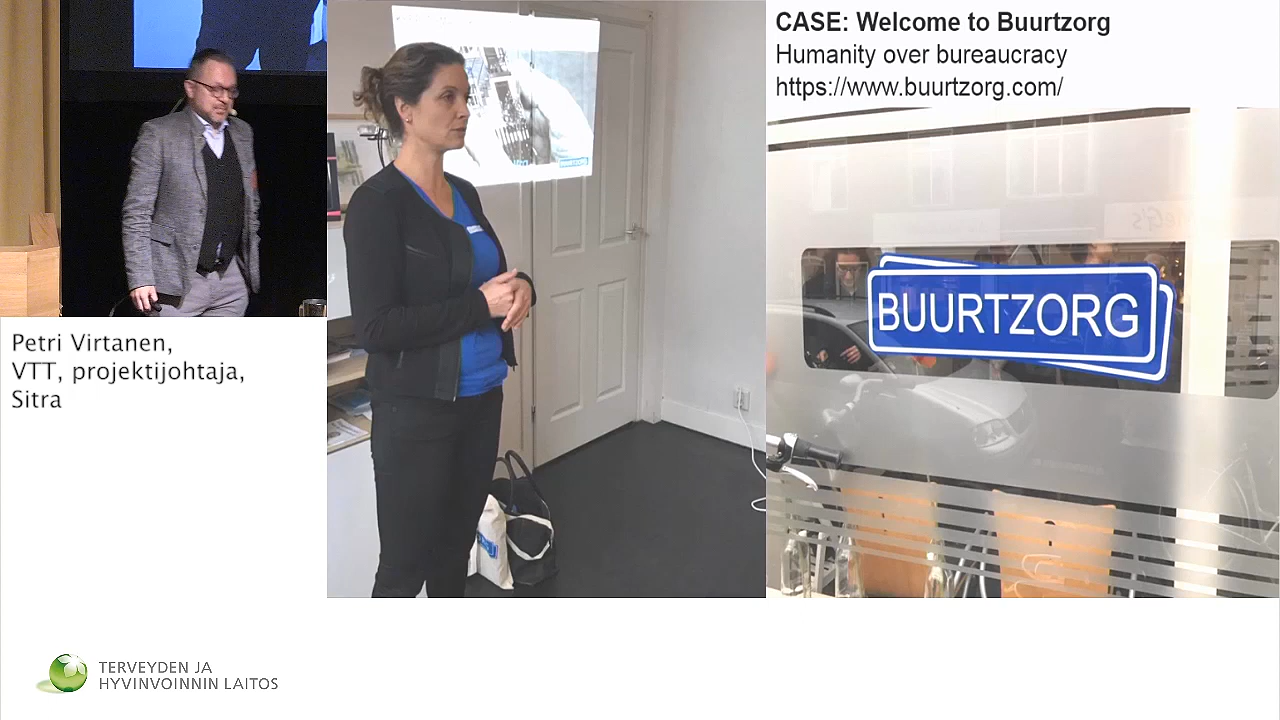 CASE: Welcome to Buurtzorg
Humanity over bureaucracy
https://www.buurtzorg.com/
BUURTZORG
Petri Virtanen,
VTT, projektijohtaja,
Sitra
TERVEYDEN JA
HYVINVOINNIN LAITOS